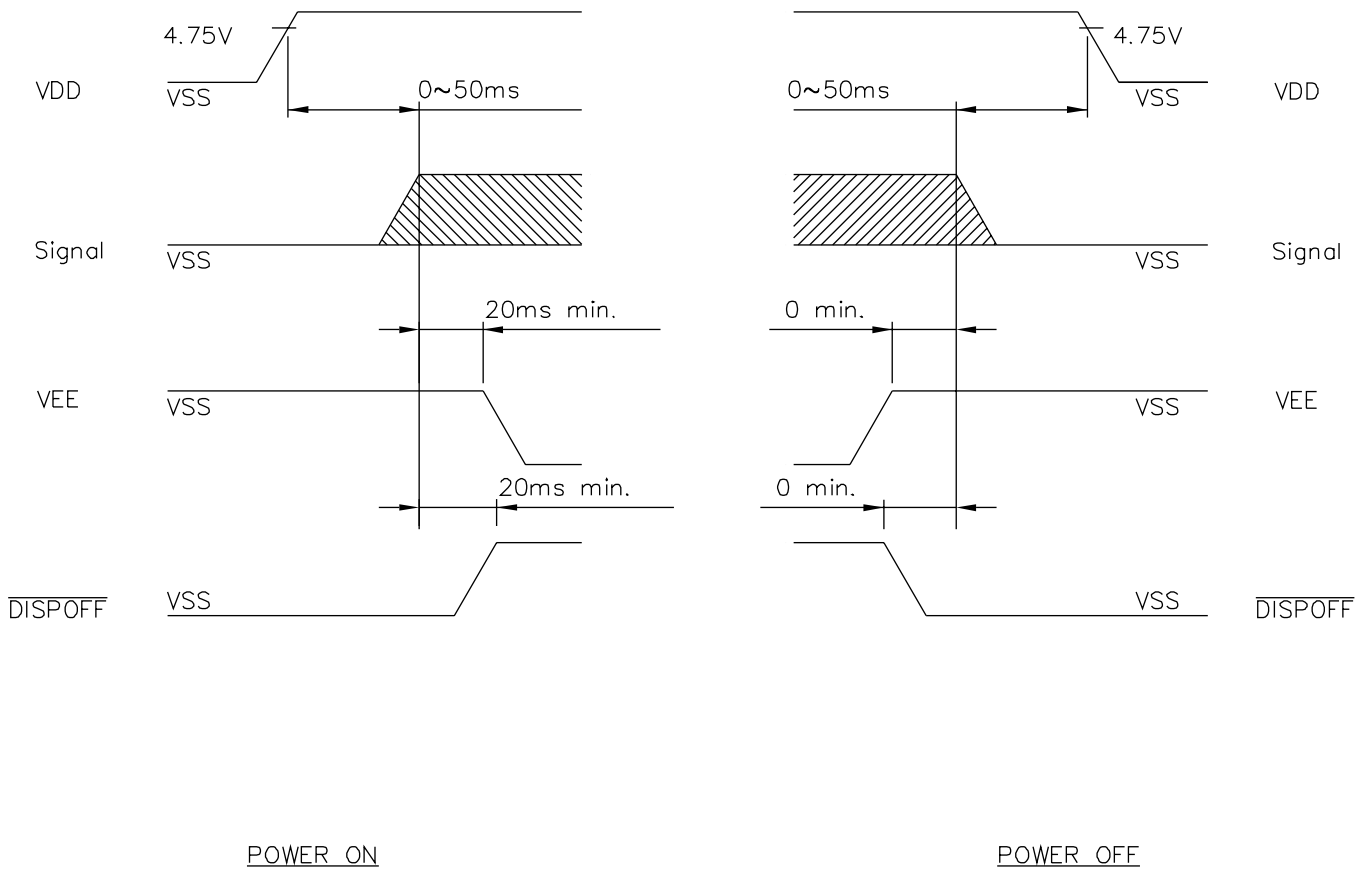 4.75V 4.75V
VDD VSS 0~50ms 0~50ms VSS VDD
Signal VSS VSS Signal
20ms min. 0 min.
VEE VSS VSS VEE
20ms min. 0 min.
DISPOFF VSS VSS DISPOFF
POWER ON POWER OFF